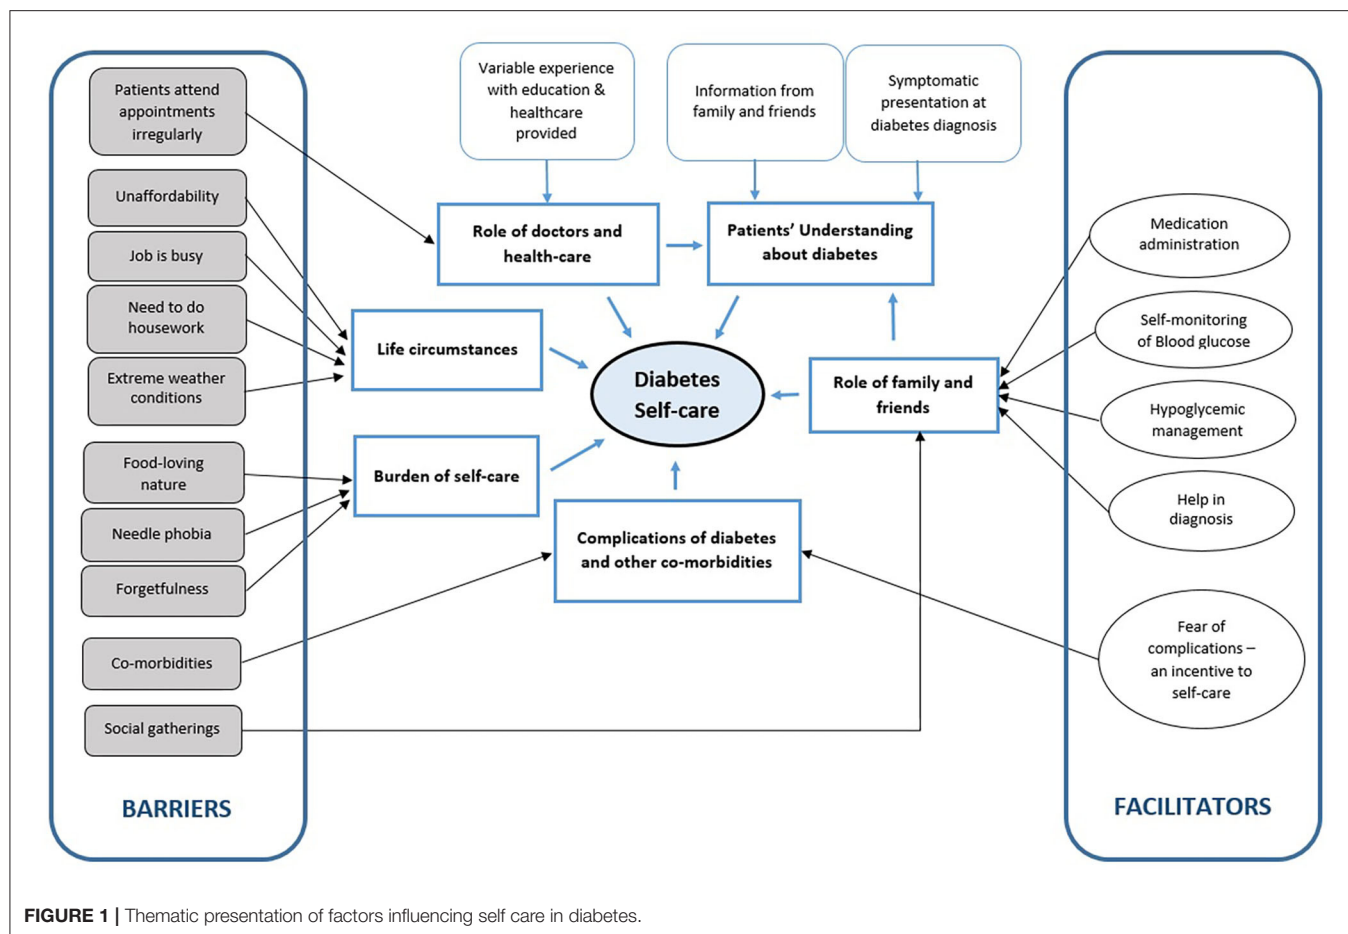 Patients attend
appointments
irregularly
Unaffordability
Job is busy
Need to do
housework
Extreme weather
conditions
Food-loving
nature
Needle phobia
Forgetfulness
Co-morbidities
Social gatherings
BARRIERS
Variable experience
with education &
healthcare
provided
Information from
family and friends
Symptomatic
presentation at
diabetes diagnosis
Role of doctors and
health-care
Patients’ Understanding
about diabetes
Life circumstances
Diabetes
Self-care
Role of family and
friends
Burden of self-care
Complications of diabetes
and other co-morbidities
Medication
administration
Self-monitoring
of Blood glucose
Hypoglycemic
management
Help in
diagnosis
Fear of
complications –
an incentive to
self-care
FACILITATORS
FIGURE 1 | Thematic presentation of factors influencing self care in diabetes.